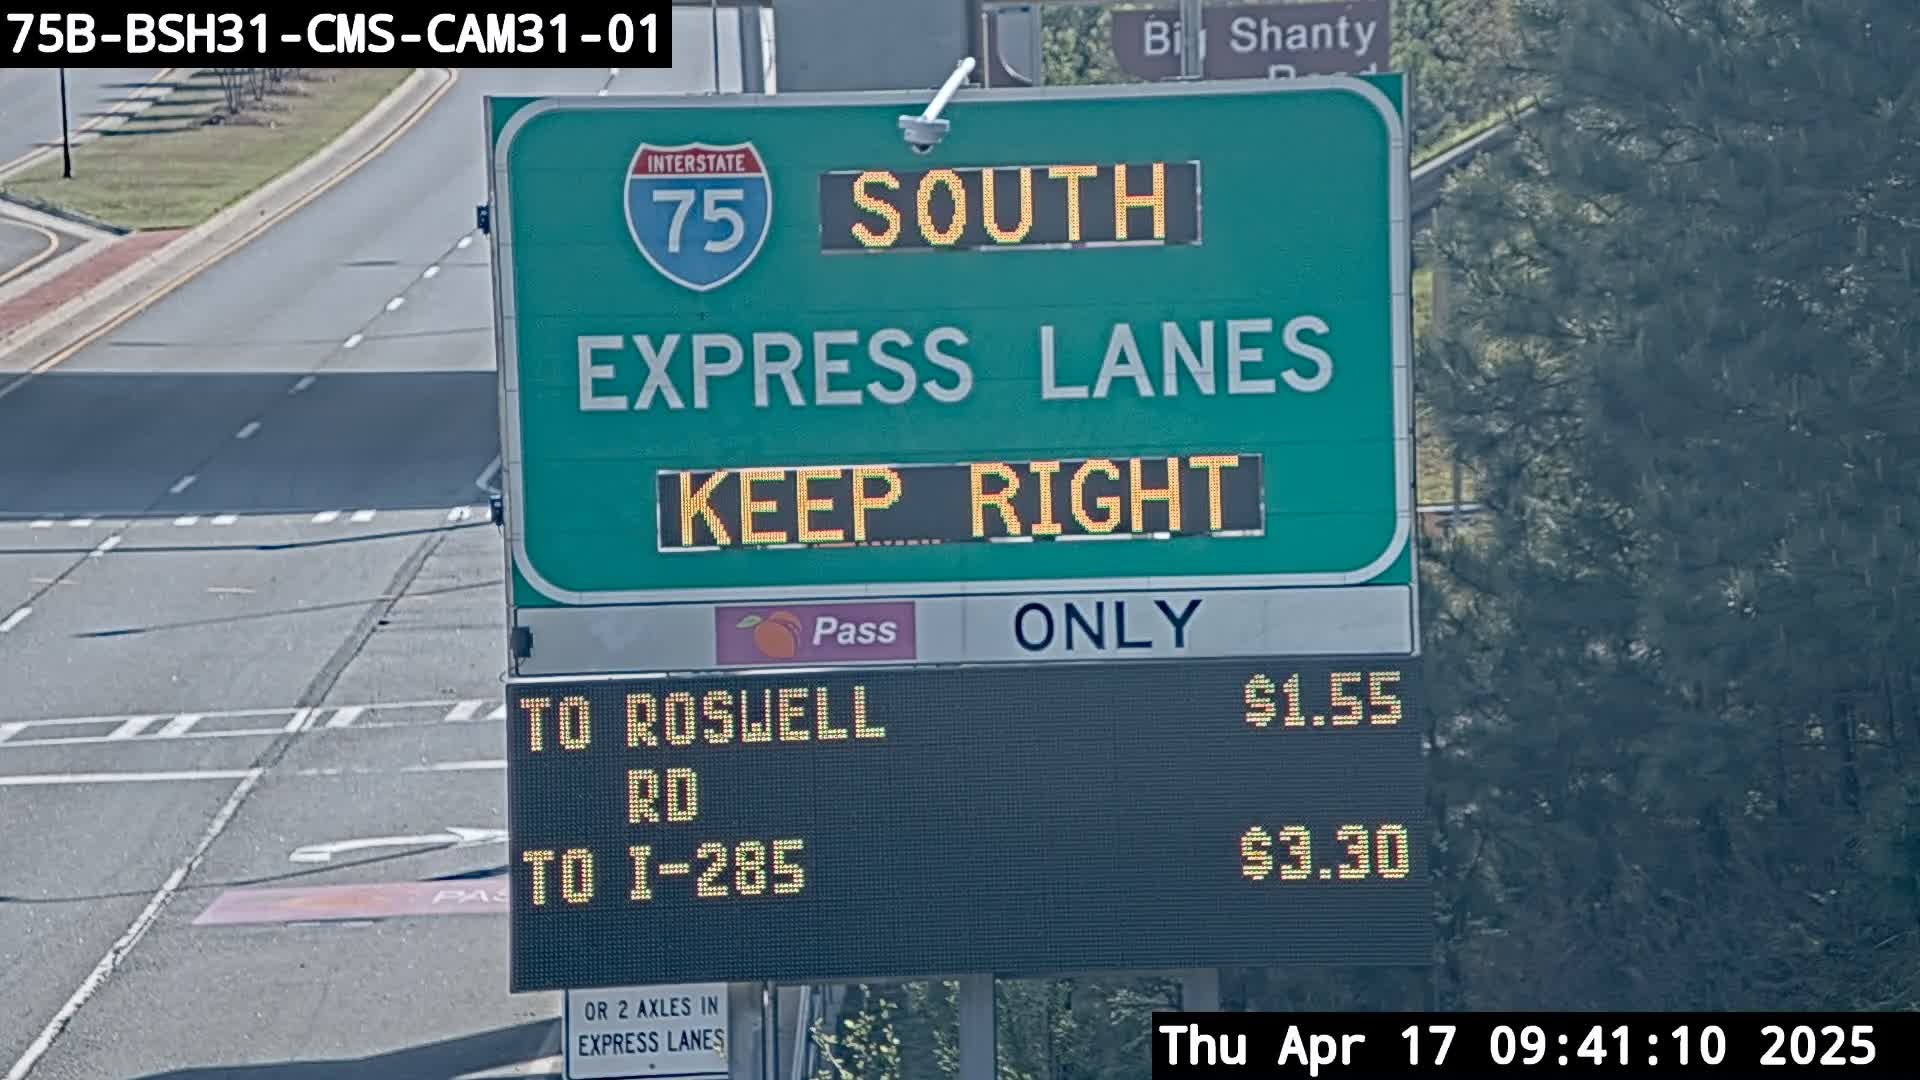 75B-BSH31-CMS-CAM31-01
Big Shanty
Road
INTERSTATE
75
SOUTH
EXPRESS LANES
KEEP RIGHT
Pass ONLY
TO ROSWELL $1.55
RD
TO I-285 $3.30
PAS
OR 2 AXLES IN
EXPRESS LANES
Thu Apr 17 09:41:10 2025